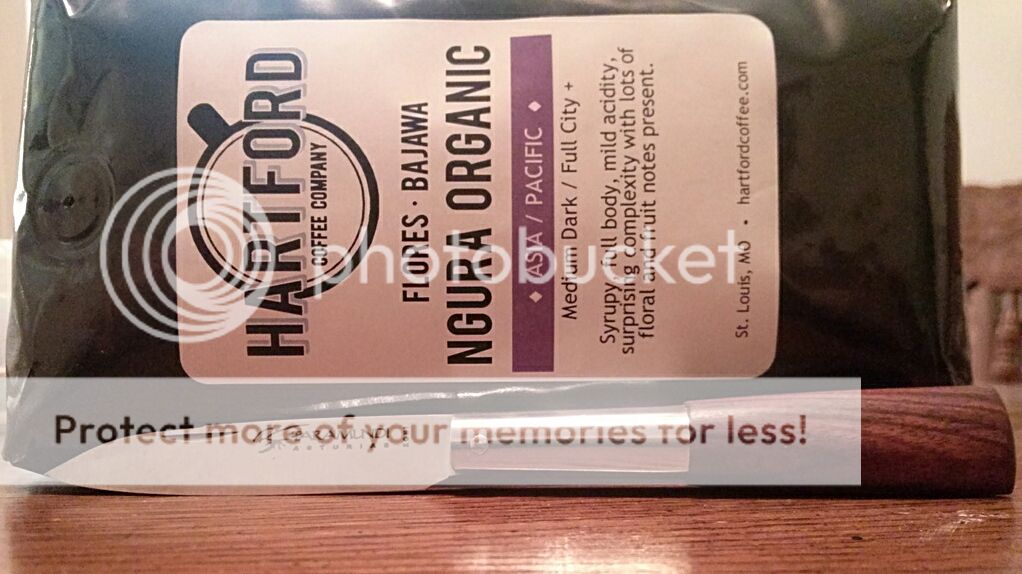 HARTFORD
COFFEE COMPANY
FLORES · BAJAWA
NGURA ORGANIC
◆ ASIA / PACIFIC ◆
Medium Dark / Full City +
Syrupy, full body, mild acidity,
surprising complexity with lots of
floral and fruit notes present.
St. Louis, MO • hartfordcoffee.com
photobucket
Protect more of your memories for less!